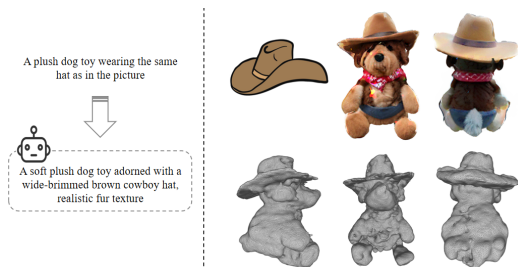 A plush dog toy wearing the same
hat as in the picture
A soft plush dog toy adorned with a
wide-brimmed brown cowboy hat,
realistic fur texture